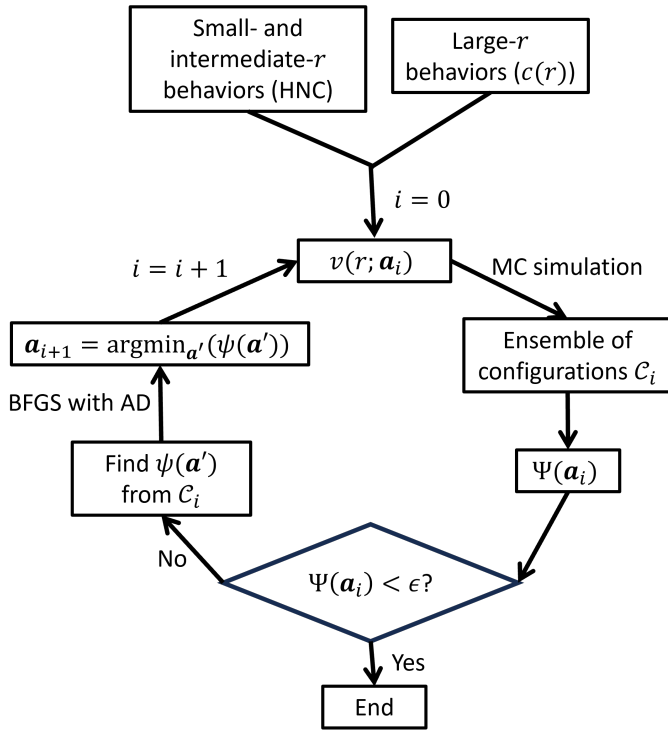 Small- and
intermediate-r
behaviors (HNC)
Large-r
behaviors (c(r))
i = 0
i = i + 1
v(r; a_i)
MC simulation
a_{i+1} = argmin_{a′}(ψ(a′))
Ensemble of
configurations 𝒞_i
BFGS with AD
Find ψ(a′)
from 𝒞_i
Ψ(a_i)
No
Ψ(a_i) < ϵ?
Yes
End